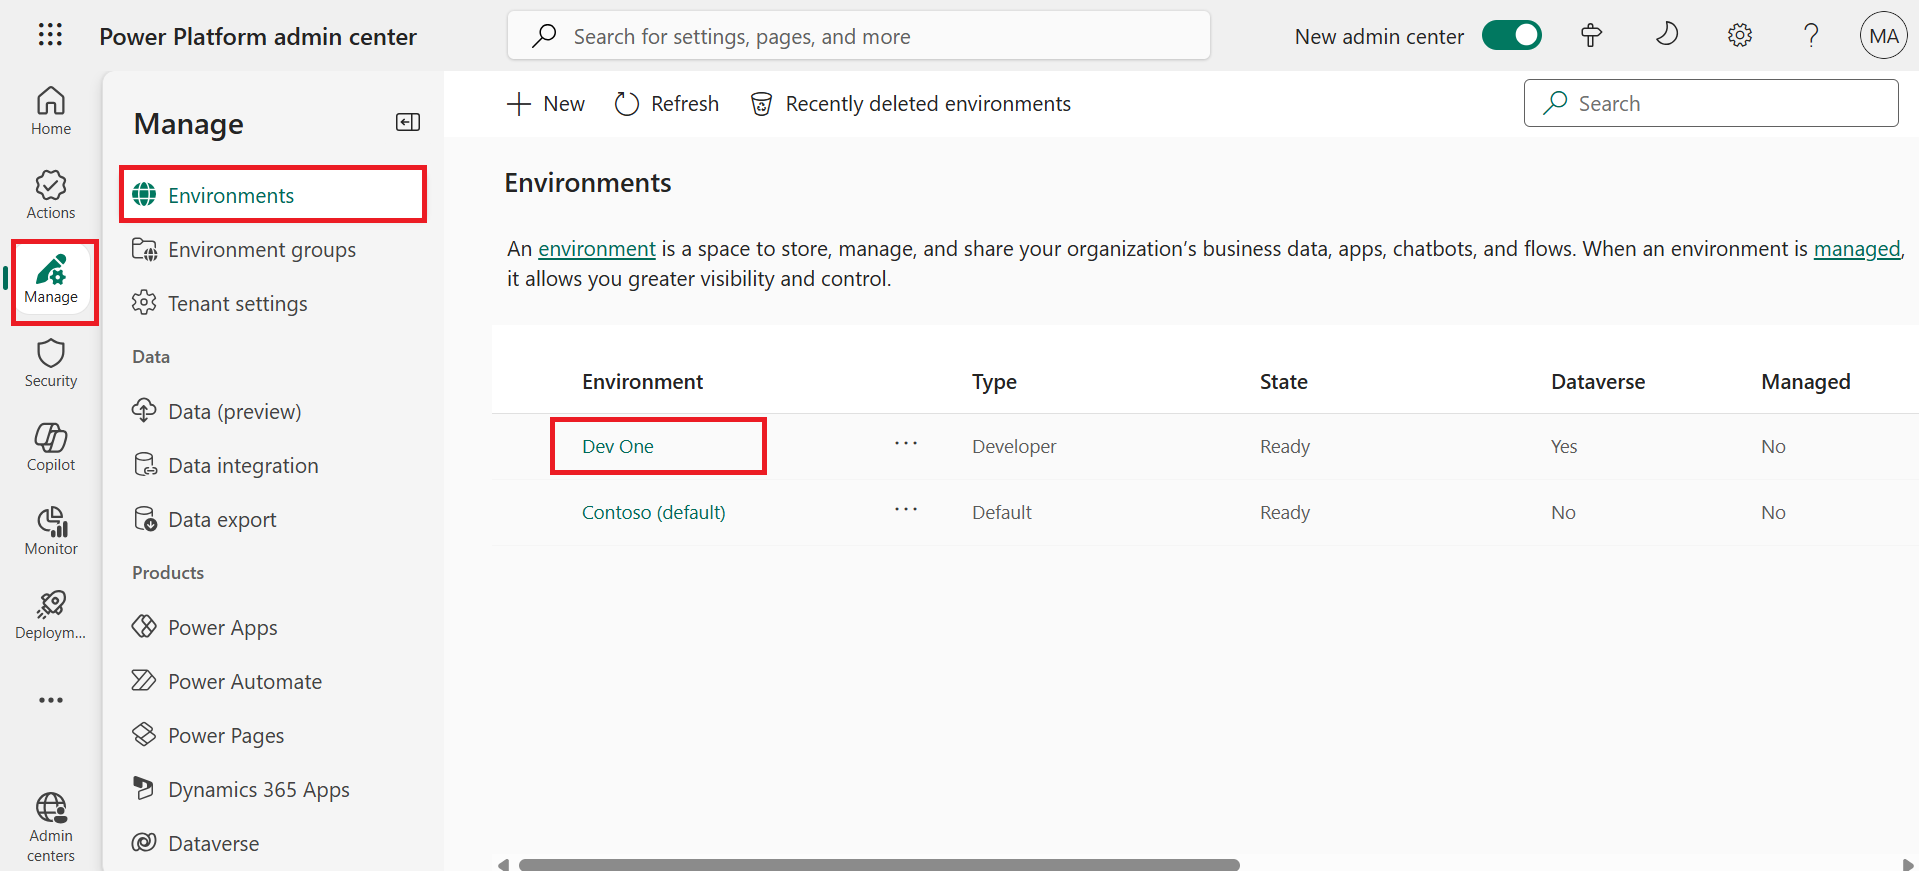 Power Platform admin center
Search for settings, pages, and more
New admin center
MA
Home
Actions
Manage
Security
Copilot
Monitor
Deploym...
Admin
centers
Manage
Environments
Environment groups
Tenant settings
Data
Data (preview)
Data integration
Data export
Products
Power Apps
Power Automate
Power Pages
Dynamics 365 Apps
Dataverse
New Refresh Recently deleted environments Search
Environments
An environment is a space to store, manage, and share your organization’s business data, apps, chatbots, and flows. When an environment is managed,
it allows you greater visibility and control.
Environment Type State Dataverse Managed
Dev One ... Developer Ready Yes No
Contoso (default) ... Default Ready No No